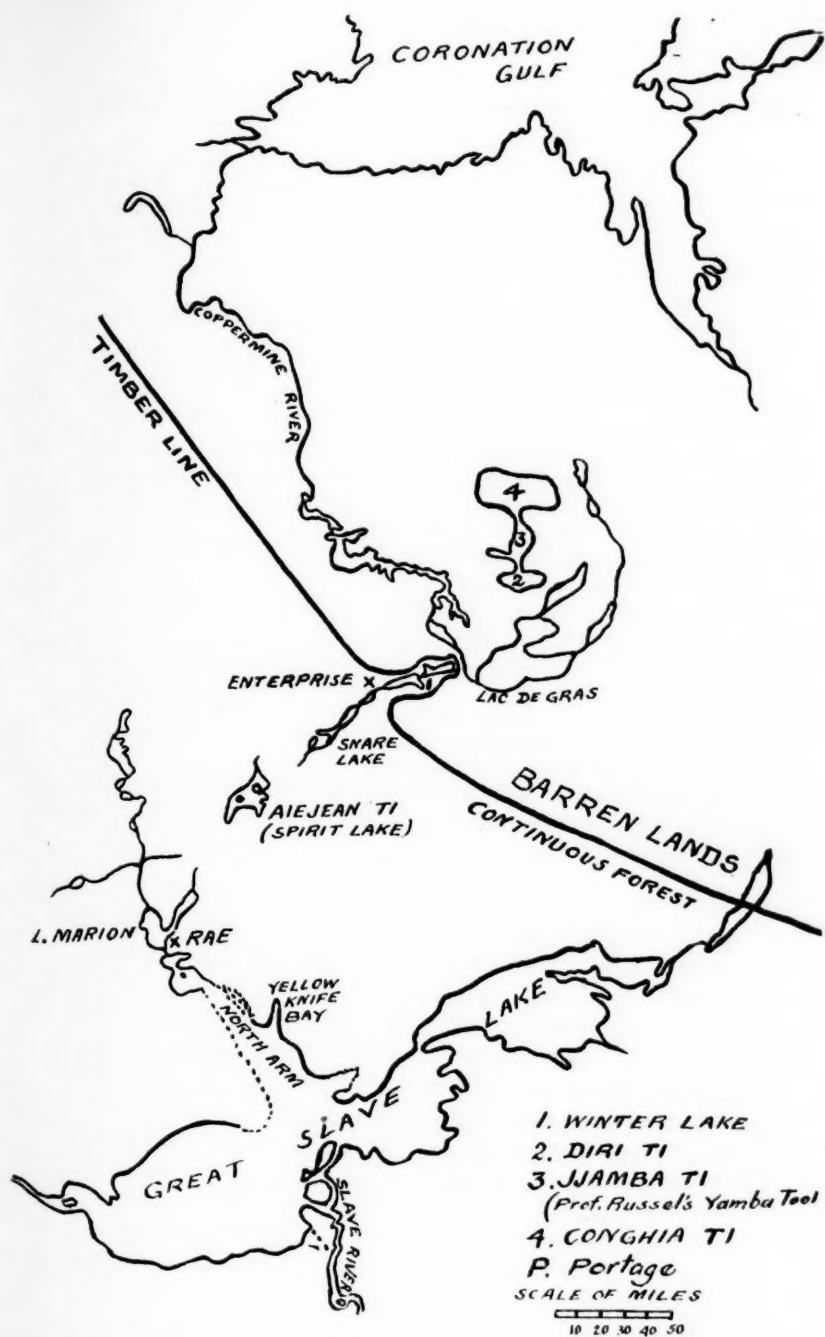 CORONATION
GULF
COPPERMINE
RIVER
TIMBER LINE
4
3
2
ENTERPRISE x
1
LAC DE GRAS
SNARE
LAKE
BARREN LANDS
CONTINUOUS FOREST
AIEJEAN TI
(SPIRIT LAKE)
L. MARION
x RAE
YELLOW
KNIFE
BAY
NORTH ARM
GREAT
SLAVE
LAKE
SLAVE RIVER
1. WINTER LAKE
2. DIRI TI
3. JJAMBA TI
(Prof. Russel's Yamba Tool
4. CONGHIA TI
P. Portage
SCALE OF MILES
10 20 30 40 50